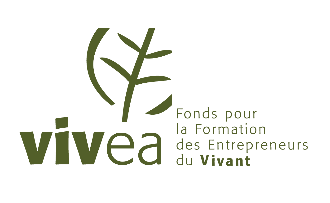 vivea
Fonds pour
la Formation
des Entrepreneurs
du Vivant